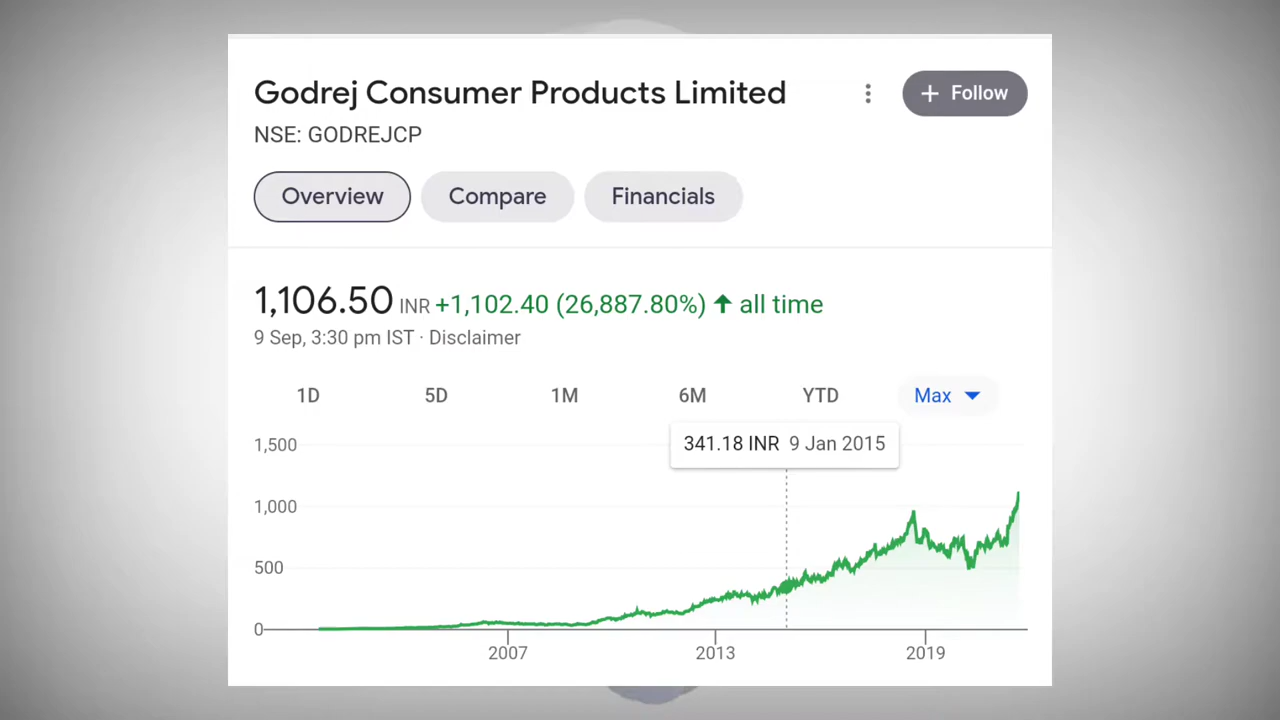 Godrej Consumer Products Limited
+ Follow
NSE: GODREJCP
Overview Compare Financials
1,106.50 INR +1,102.40 (26,887.80%) ↑ all time
9 Sep, 3:30 pm IST · Disclaimer
1D 5D 1M 6M YTD Max
341.18 INR 9 Jan 2015
1,500
1,000
500
0
2007 2013 2019